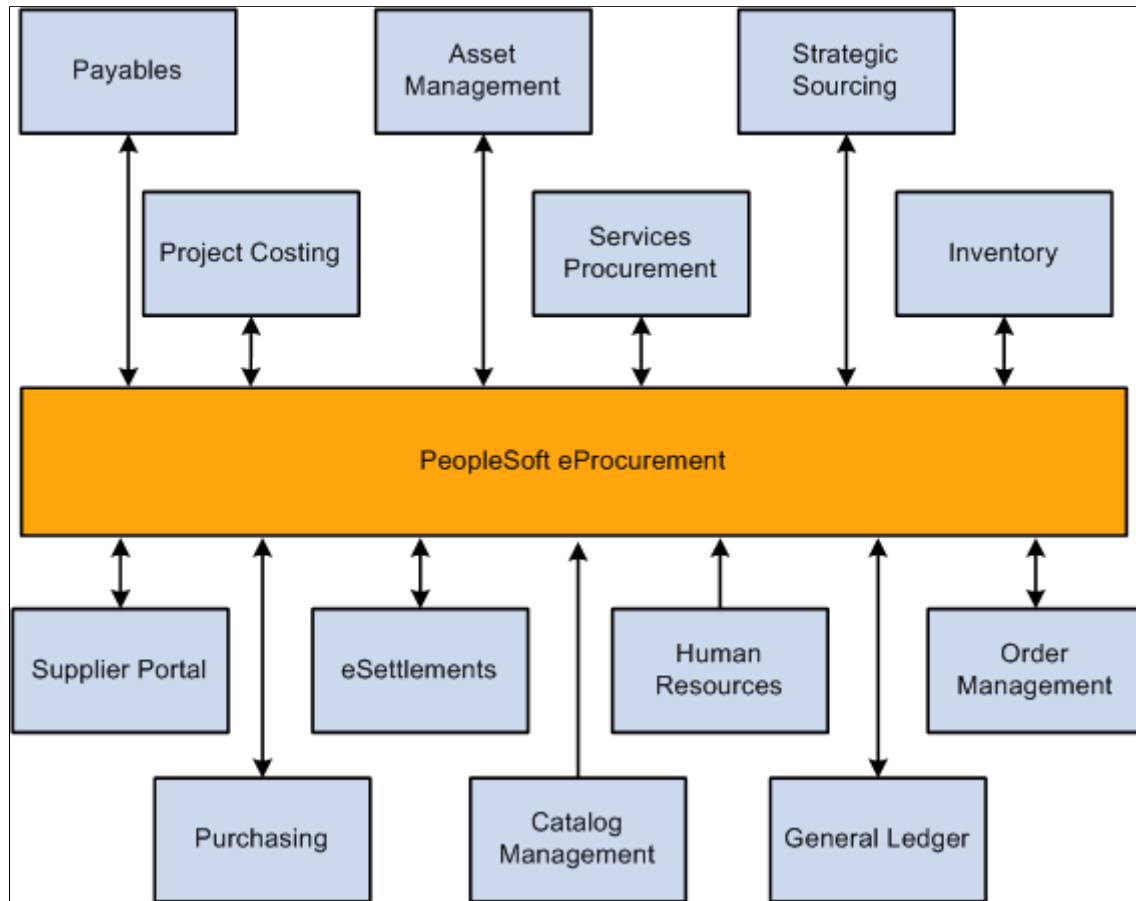 Payables
Asset
Management
Strategic
Sourcing
Project Costing
Services
Procurement
Inventory
PeopleSoft eProcurement
Supplier Portal
eSettlements
Human
Resources
Order
Management
Purchasing
Catalog
Management
General Ledger